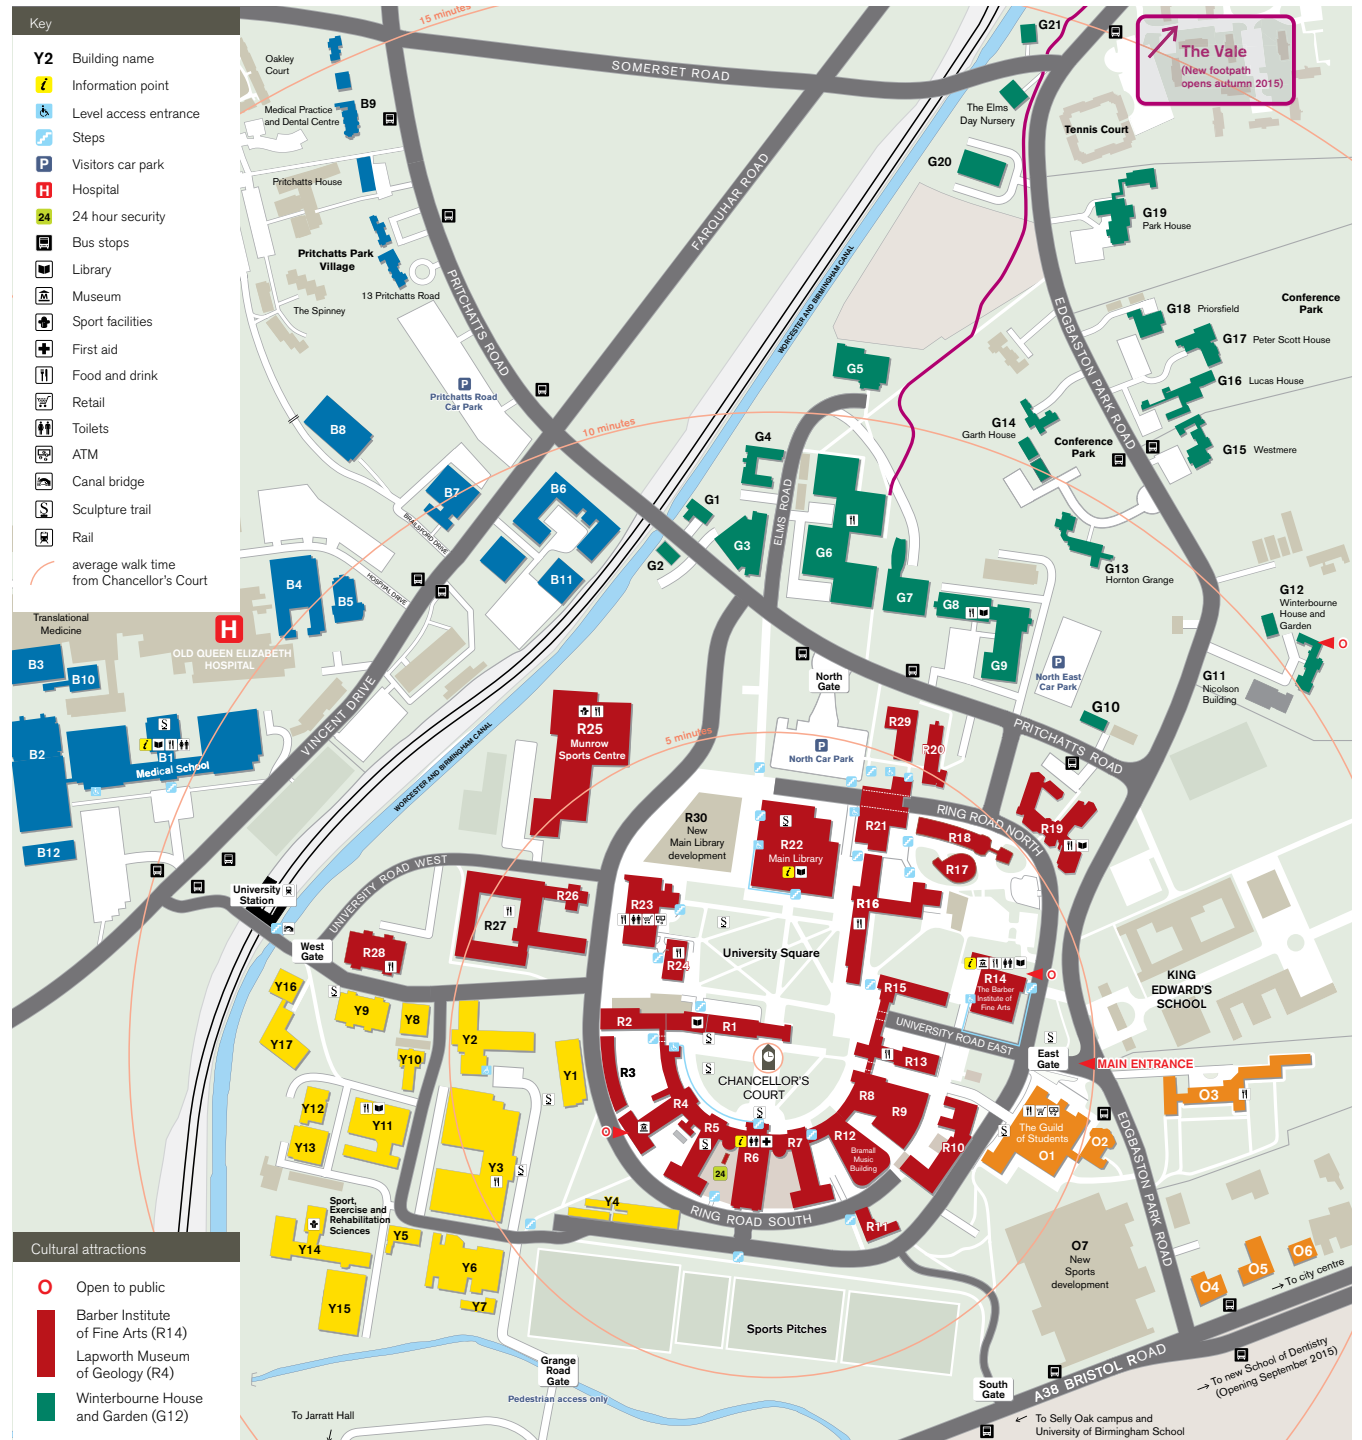 Key
Y2 Building name
i Information point
Level access entrance
Steps
P Visitors car park
H Hospital
24 24 hour security
Bus stops
Library
Museum
Sport facilities
First aid
Food and drink
Retail
Toilets
ATM
Canal bridge
Sculpture trail
Rail
average walk time
from Chancellor's Court
15 minutes
SOMERSET ROAD
G21
The Vale
(New footpath
opens autumn 2015)
Oakley
Court
B9
Medical Practice
and Dental Centre
The Elms
Day Nursery
Tennis Court
G20
Pritchatts House
FARQUHAR ROAD
G19
Park House
Pritchatts Park
Village
13 Pritchatts Road
The Spinney
PRITCHATTS ROAD
WORCESTER AND BIRMINGHAM CANAL
EDGBASTON PARK ROAD
Conference
Park
G18 Priorsfield
G17 Peter Scott House
G16 Lucas House
G15 Westmere
G5
P
Pritchatts Road
Car Park
10 minutes
G14
Garth House
Conference
Park
B8
G4
B7
B6
G1
ELMS ROAD
BRAILSFORD DRIVE
G3
G6
G2
B11
G13
Hornton Grange
HOSPITAL DRIVE
B4
B5
G7
G8
G9
G12
Winterbourne
House and
Garden
O
Translational
Medicine
H
OLD QUEEN ELIZABETH
HOSPITAL
B3
B10
P
North East
Car Park
G11
Nicolson
Building
G10
North
Gate
VINCENT DRIVE
PRITCHATTS ROAD
B2
i
B1
Medical School
R25
Munrow
Sports Centre
5 minutes
R29
R20
P
North Car Park
WORCESTER AND BIRMINGHAM CANAL
B12
R30
New
Main Library
development
R22
Main Library
i
R21
RING ROAD NORTH
R18
R17
R19
University
Station
UNIVERSITY ROAD WEST
R26
R27
R23
R24
R16
University Square
West
Gate
R28
i
R14
The Barber
Institute of
Fine Arts
O
KING
EDWARD'S
SCHOOL
Y16
Y9
Y8
Y17
Y10
Y2
R2
R1
R15
UNIVERSITY ROAD EAST
East
Gate
MAIN ENTRANCE
R3
Y1
CHANCELLOR'S
COURT
R13
Y12
Y11
Y13
R4
R5
R8
R9
O3
O
i
R6
R7
R12
Bramall
Music
Building
R10
The Guild
of Students
O1
O2
EDGBASTON PARK ROAD
Y3
24
Sport,
Exercise and
Rehabilitation
Sciences
Y14
Y5
Y4
RING ROAD SOUTH
R11
Y6
Y15
Y7
O7
New
Sports
development
O4
O5
O6
→ To city centre
Sports Pitches
Grange
Road
Gate
Pedestrian access only
South
Gate
A38 BRISTOL ROAD
→ To new School of Dentistry
(Opening September 2015)
To Selly Oak campus and
University of Birmingham School
To Jarratt Hall
Cultural attractions
O Open to public
Barber Institute
of Fine Arts (R14)
Lapworth Museum
of Geology (R4)
Winterbourne House
and Garden (G12)